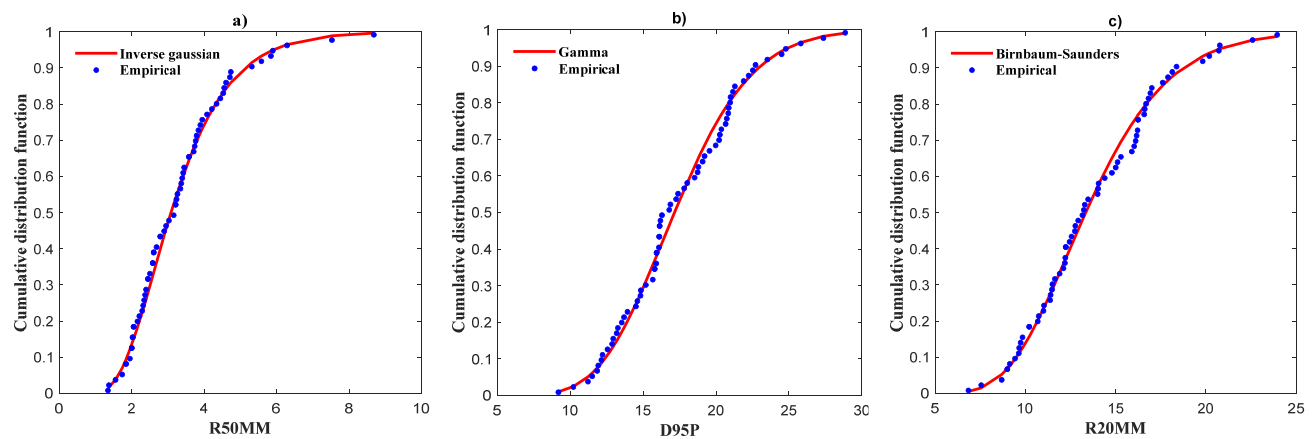 a)
Cumulative distribution function
1
0.9
0.8
0.7
0.6
0.5
0.4
0.3
0.2
0.1
0
Inverse gaussian
Empirical
0 2 4 6 8 10
R50MM
b)
Cumulative distribution function
1
0.9
0.8
0.7
0.6
0.5
0.4
0.3
0.2
0.1
0
Gamma
Empirical
5 10 15 20 25 30
D95P
c)
Cumulative distribution function
1
0.9
0.8
0.7
0.6
0.5
0.4
0.3
0.2
0.1
0
Birnbaum-Saunders
Empirical
5 10 15 20 25
R20MM